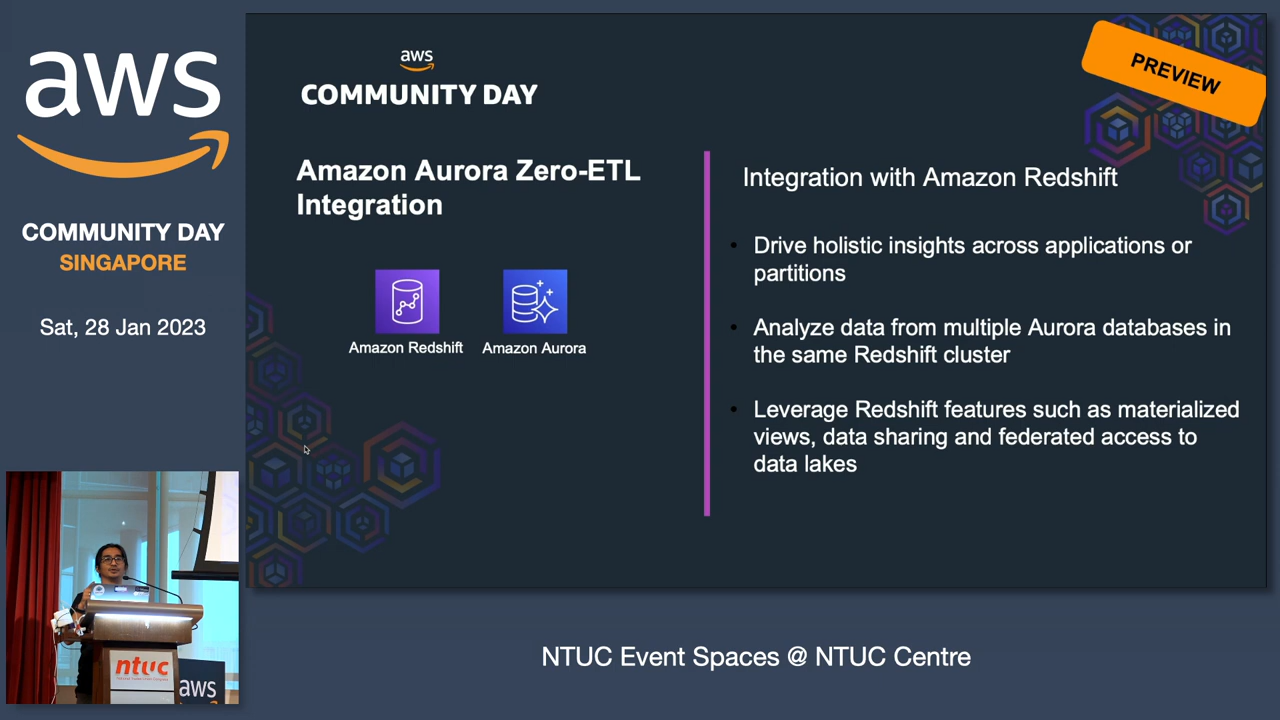 aws
COMMUNITY DAY
SINGAPORE
Sat, 28 Jan 2023
aws
COMMUNITY DAY
PREVIEW
Amazon Aurora Zero-ETL
Integration
Amazon Redshift
Amazon Aurora
Integration with Amazon Redshift
• Drive holistic insights across applications or
partitions
• Analyze data from multiple Aurora databases in
the same Redshift cluster
• Leverage Redshift features such as materialized
views, data sharing and federated access to
data lakes
ntuc
aws
NTUC Event Spaces @ NTUC Centre